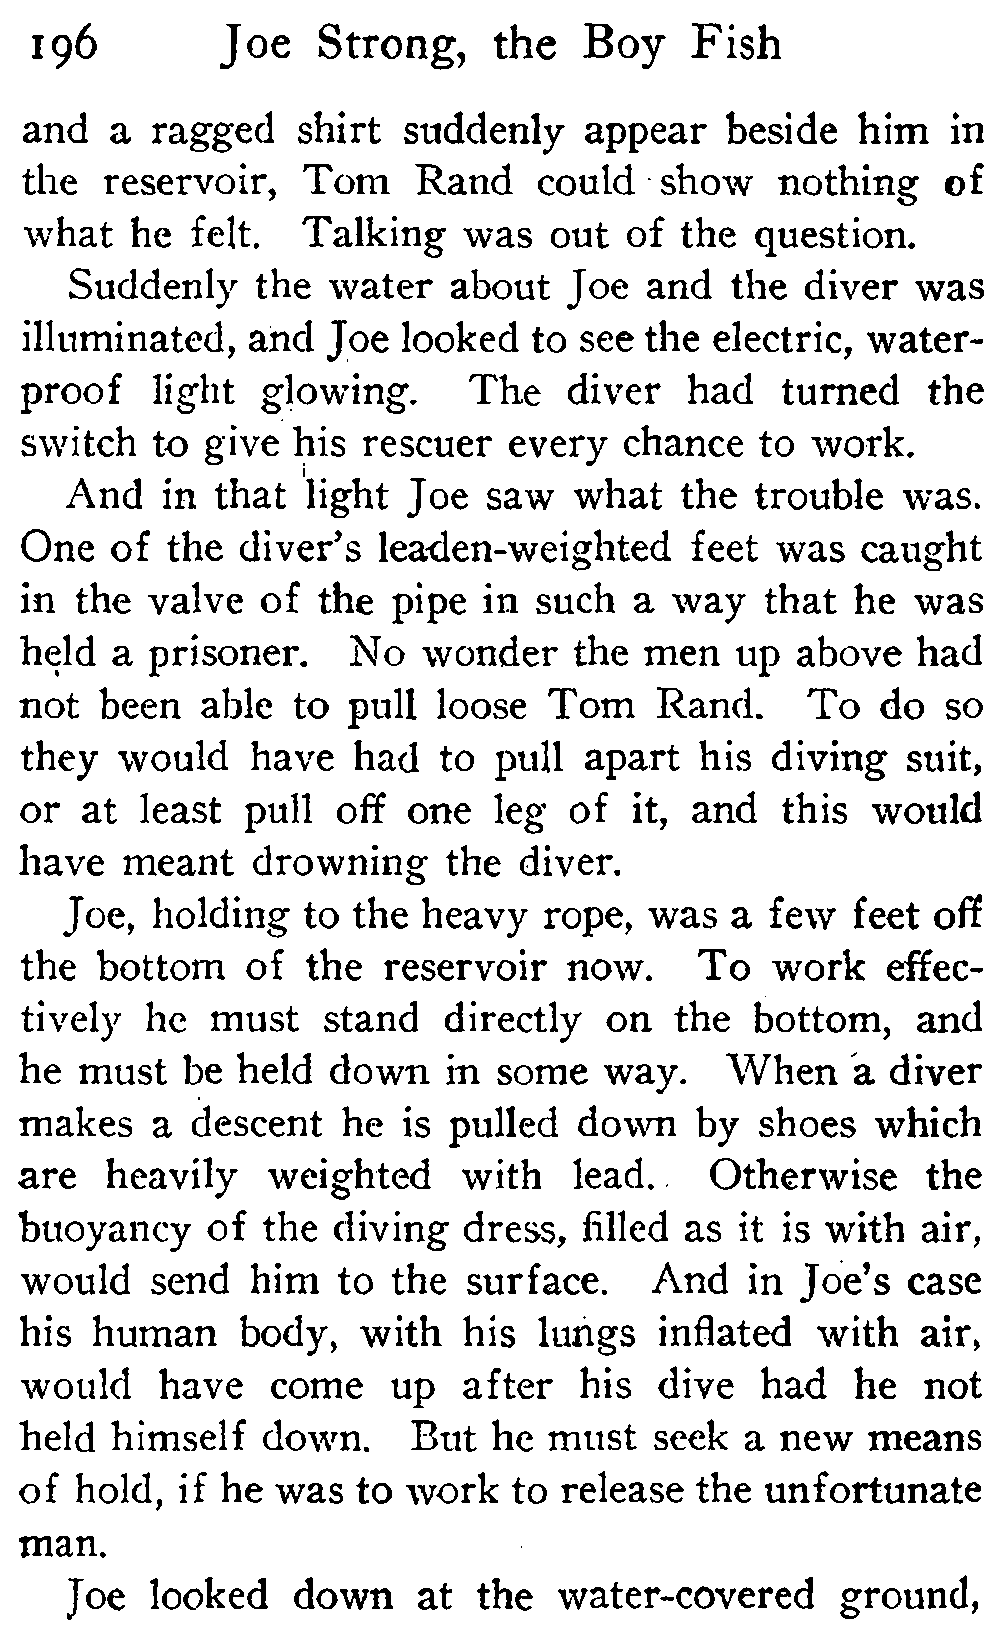 196 Joe Strong, the Boy Fish
and a ragged shirt suddenly appear beside him in
the reservoir, Tom Rand could show nothing of
what he felt. Talking was out of the question.
Suddenly the water about Joe and the diver was
illuminated, and Joe looked to see the electric, water-
proof light glowing. The diver had turned the
switch to give his rescuer every chance to work.
And in that light Joe saw what the trouble was.
One of the diver's leaden-weighted feet was caught
in the valve of the pipe in such a way that he was
held a prisoner. No wonder the men up above had
not been able to pull loose Tom Rand. To do so
they would have had to pull apart his diving suit,
or at least pull off one leg of it, and this would
have meant drowning the diver.
Joe, holding to the heavy rope, was a few feet off
the bottom of the reservoir now. To work effec-
tively he must stand directly on the bottom, and
he must be held down in some way. When a diver
makes a descent he is pulled down by shoes which
are heavily weighted with lead. Otherwise the
buoyancy of the diving dress, filled as it is with air,
would send him to the surface. And in Joe's case
his human body, with his lungs inflated with air,
would have come up after his dive had he not
held himself down. But he must seek a new means
of hold, if he was to work to release the unfortunate
man.
Joe looked down at the water-covered ground,